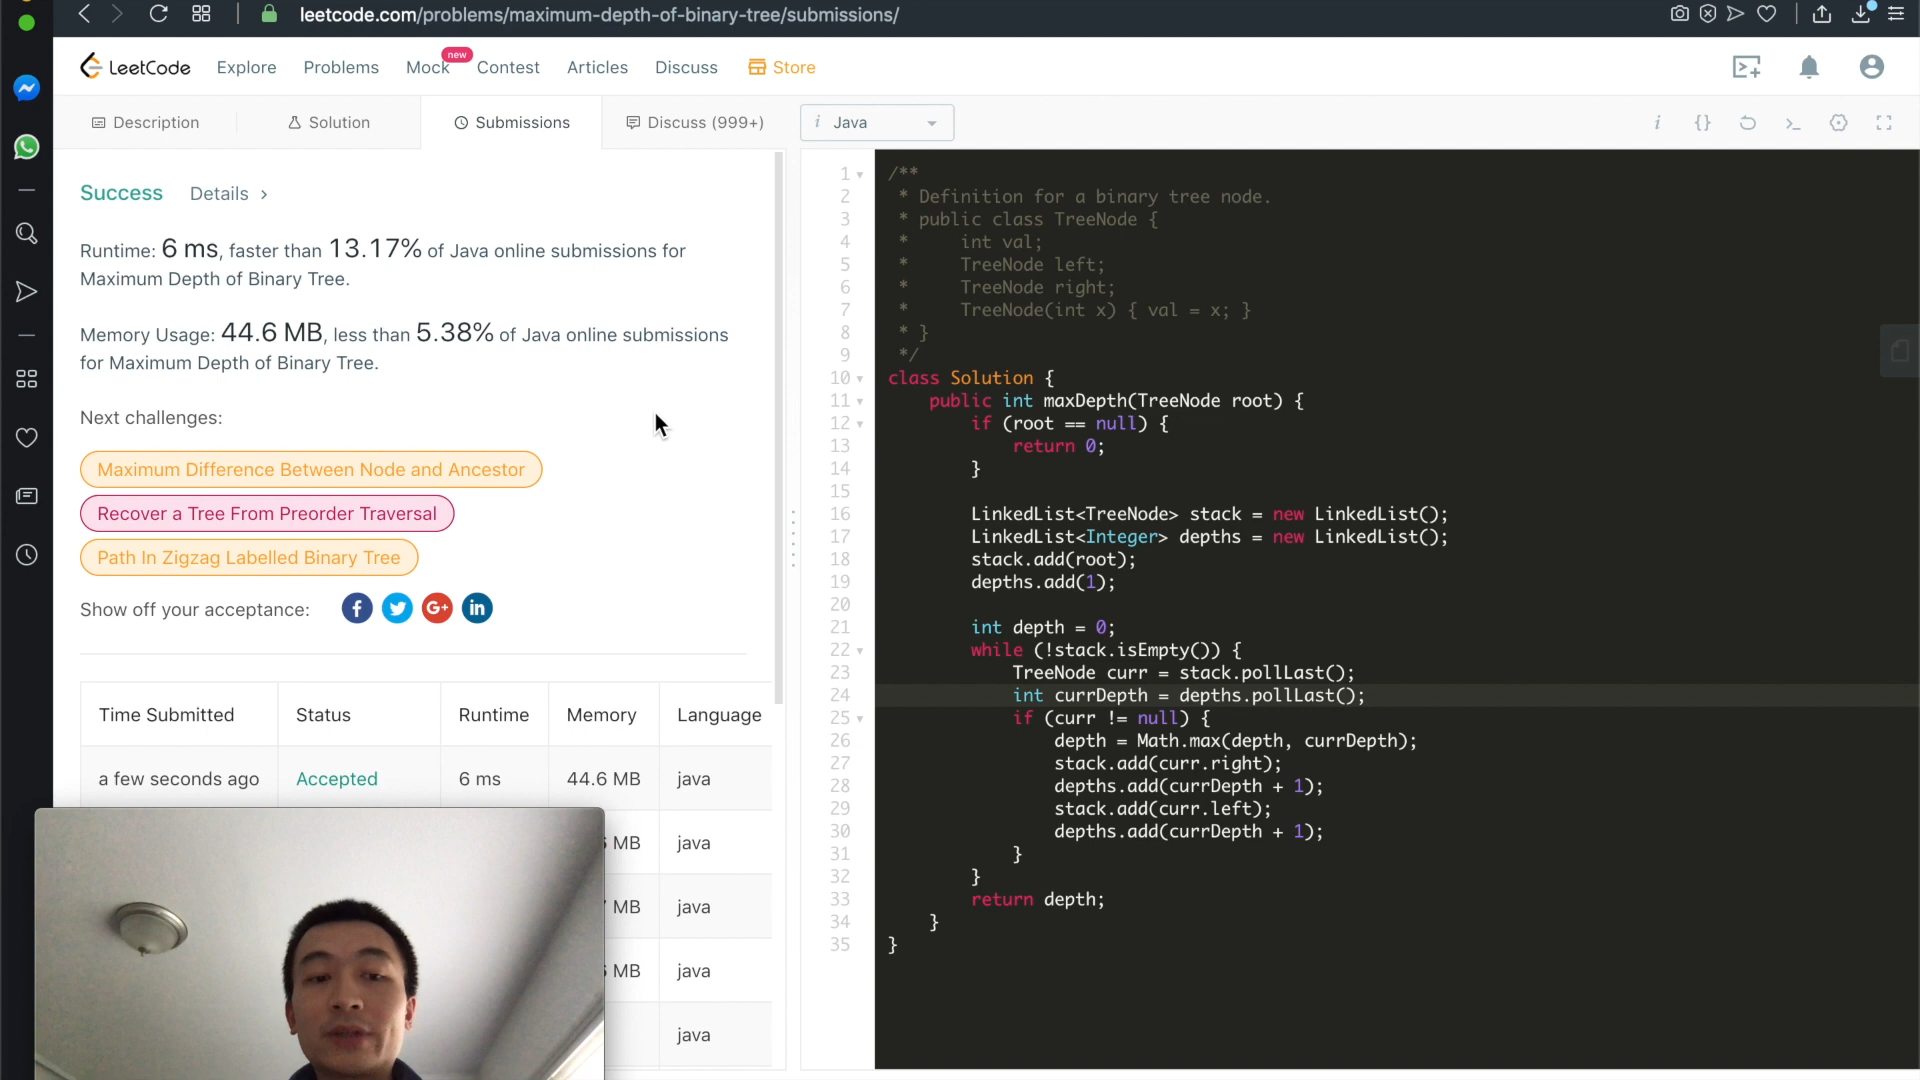 leetcode.com/problems/maximum-depth-of-binary-tree/submissions/
LeetCode Explore Problems Mock new Contest Articles Discuss Store
Description Solution Submissions Discuss (999+) i Java
Success Details >
Runtime: 6 ms, faster than 13.17% of Java online submissions for
Maximum Depth of Binary Tree.
Memory Usage: 44.6 MB, less than 5.38% of Java online submissions
for Maximum Depth of Binary Tree.
Next challenges:
Maximum Difference Between Node and Ancestor
Recover a Tree From Preorder Traversal
Path In Zigzag Labelled Binary Tree
Show off your acceptance: f G+ in
Time Submitted Status Runtime Memory Language
a few seconds ago Accepted 6 ms 44.6 MB java
MB java
MB java
MB java
java
1 /**
2 * Definition for a binary tree node.
3 * public class TreeNode {
4 * int val;
5 * TreeNode left;
6 * TreeNode right;
7 * TreeNode(int x) { val = x; }
8 * }
9 */
10 class Solution {
11 public int maxDepth(TreeNode root) {
12 if (root == null) {
13 return 0;
14 }
15
16 LinkedList<TreeNode> stack = new LinkedList();
17 LinkedList<Integer> depths = new LinkedList();
18 stack.add(root);
19 depths.add(1);
20
21 int depth = 0;
22 while (!stack.isEmpty()) {
23 TreeNode curr = stack.pollLast();
24 int currDepth = depths.pollLast();
25 if (curr != null) {
26 depth = Math.max(depth, currDepth);
27 stack.add(curr.right);
28 depths.add(currDepth + 1);
29 stack.add(curr.left);
30 depths.add(currDepth + 1);
31 }
32 }
33 return depth;
34 }
35 }